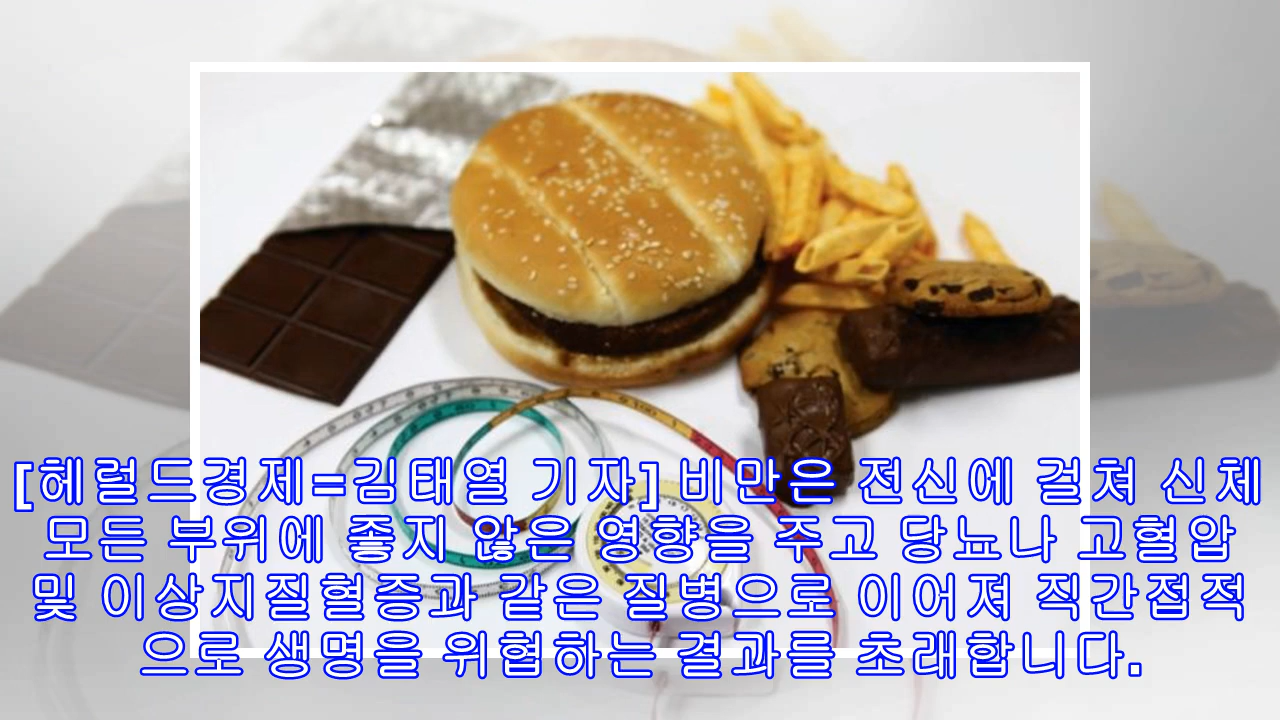 [헤럴드경제=김태열 기자] 비만은 전신에 걸쳐 신체
모든 부위에 좋지 않은 영향을 주고 당뇨나 고혈압
및 이상지질혈증과 같은 질병으로 이어져 직간접적
으로 생명을 위협하는 결과를 초래합니다.